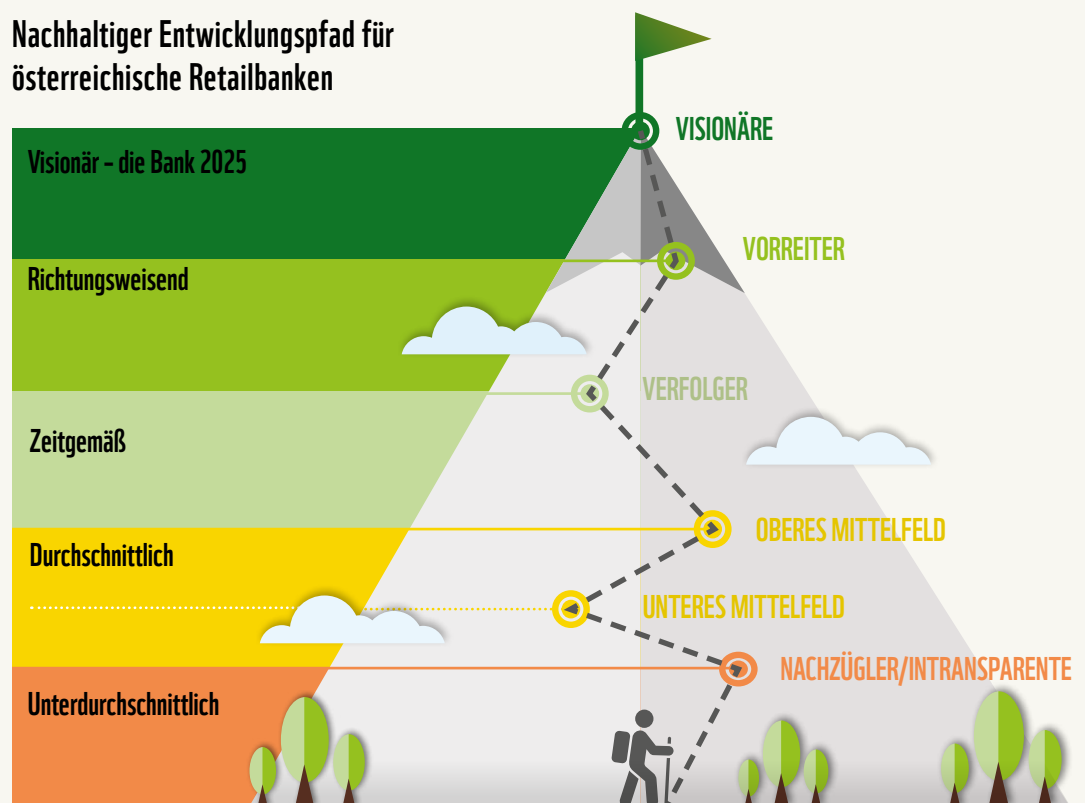 Nachhaltiger Entwicklungspfad für
österreichische Retailbanken
VISIONÄRE
Visionär – die Bank 2025
VORREITER
Richtungsweisend
VERFOLGER
Zeitgemäß
OBERES MITTELFELD
Durchschnittlich
UNTERES MITTELFELD
NACHZÜGLER/INTRANSPARENTE
Unterdurchschnittlich